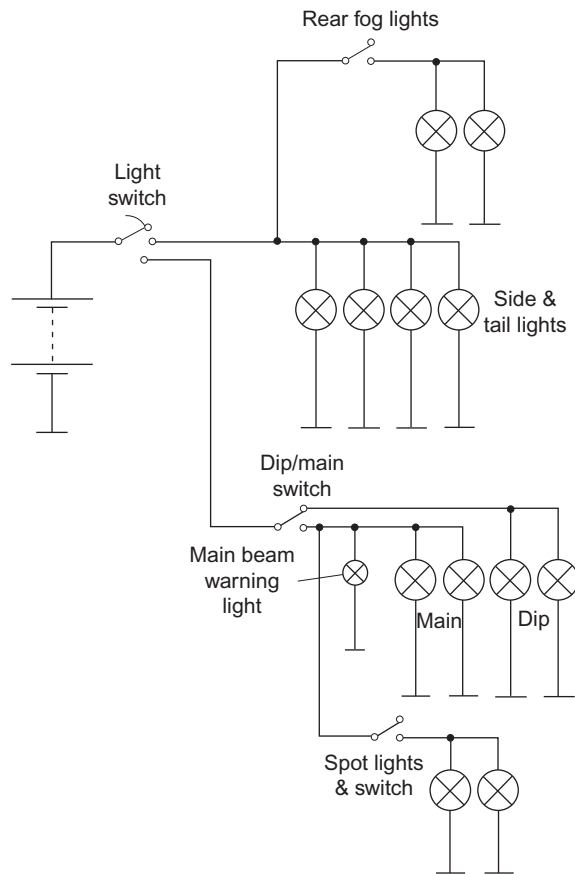 Rear fog lights
Light
switch
Side &
tail lights
Dip/main
switch
Main beam
warning
light
Main
Dip
Spot lights
& switch